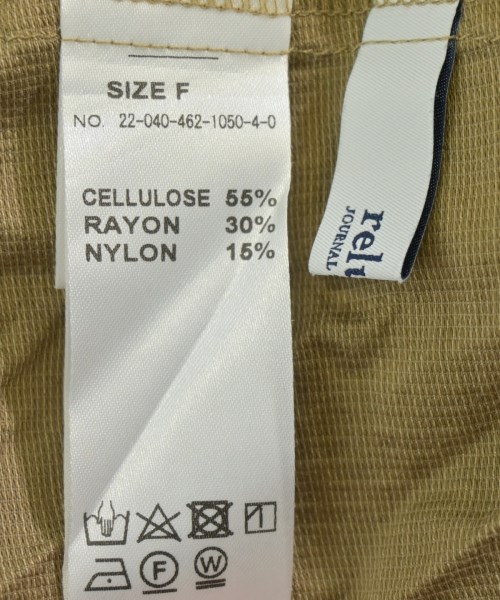 SIZE F
NO. 22-040-462-1050-4-0
CELLULOSE 55%
RAYON 30%
NYLON 15%
F
W
JOURNAL